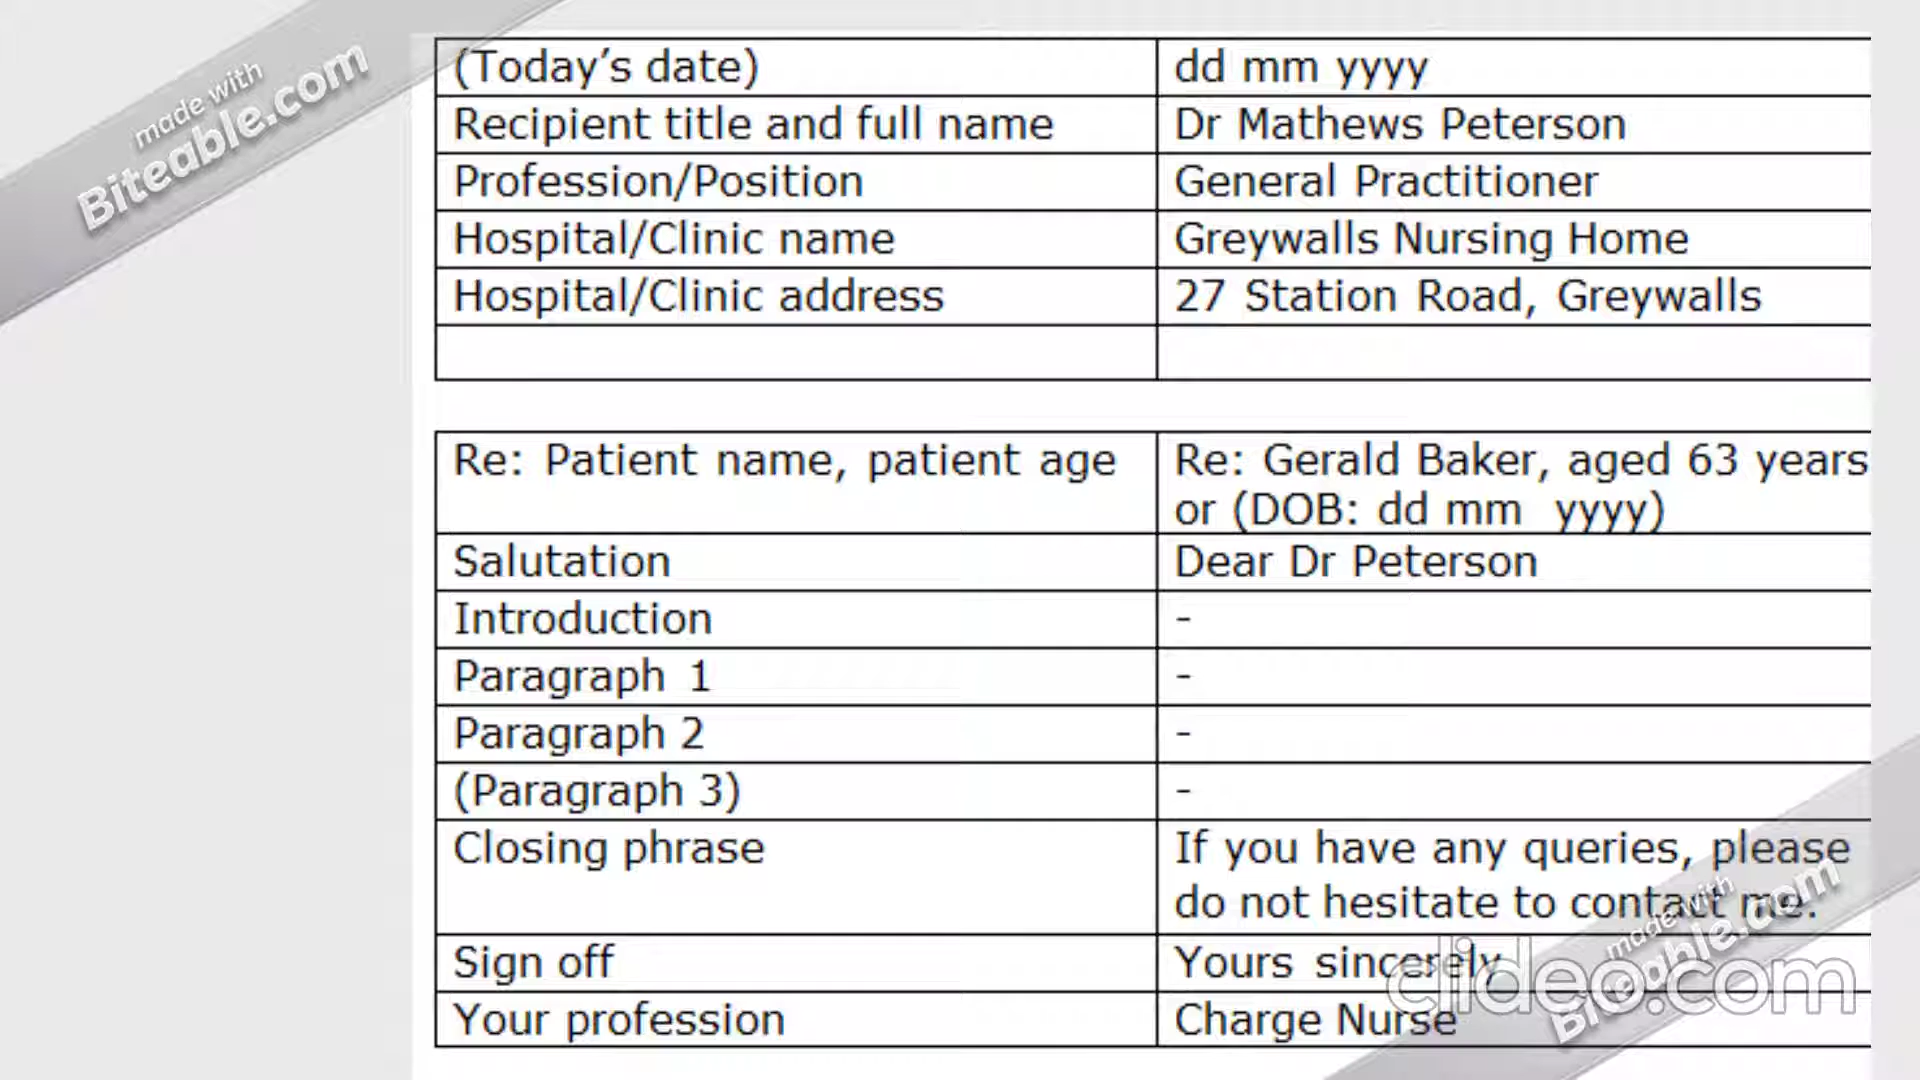 made with
Biteable.com
(Today’s date) dd mm yyyy
Recipient title and full name Dr Mathews Peterson
Profession/Position General Practitioner
Hospital/Clinic name Greywalls Nursing Home
Hospital/Clinic address 27 Station Road, Greywalls
Re: Patient name, patient age Re: Gerald Baker, aged 63 years
or (DOB: dd mm yyyy)
Salutation Dear Dr Peterson
Introduction -
Paragraph 1 -
Paragraph 2 -
(Paragraph 3) -
Closing phrase If you have any queries, please
do not hesitate to contact me.
Sign off Yours sincerely
Your profession Charge Nurse
made with
Biteable.com
clideo.com